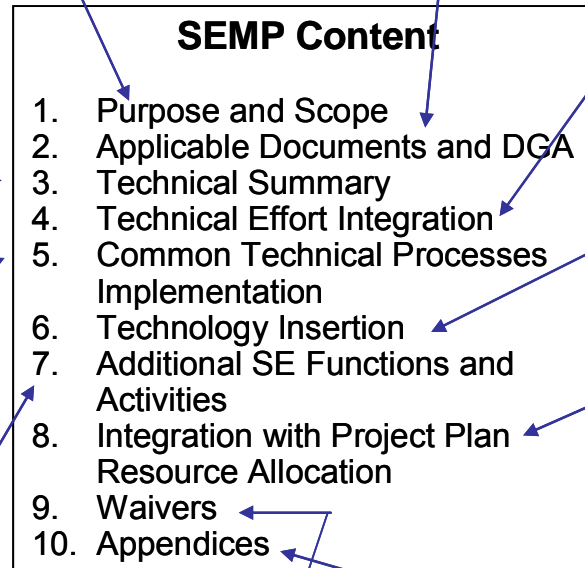 SEMP Content
1. Purpose and Scope
2. Applicable Documents and DGA
3. Technical Summary
4. Technical Effort Integration
5. Common Technical Processes
Implementation
6. Technology Insertion
7. Additional SE Functions and
Activities
8. Integration with Project Plan
Resource Allocation
9. Waivers
10. Appendices